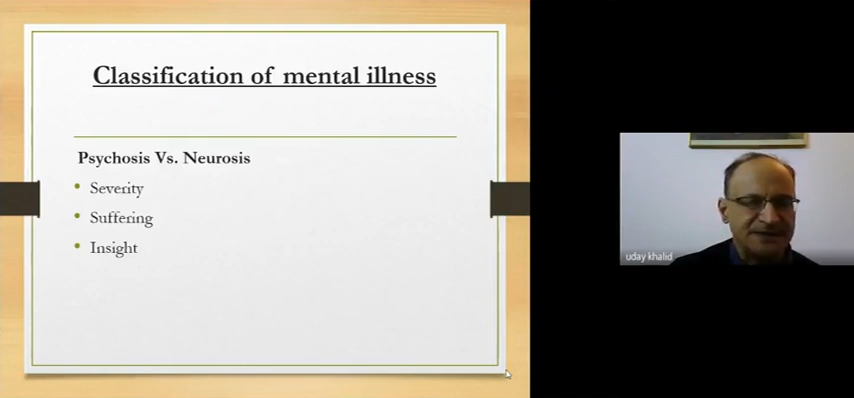 Classification of mental illness
Psychosis Vs. Neurosis
Severity
Suffering
Insight
uday khalid